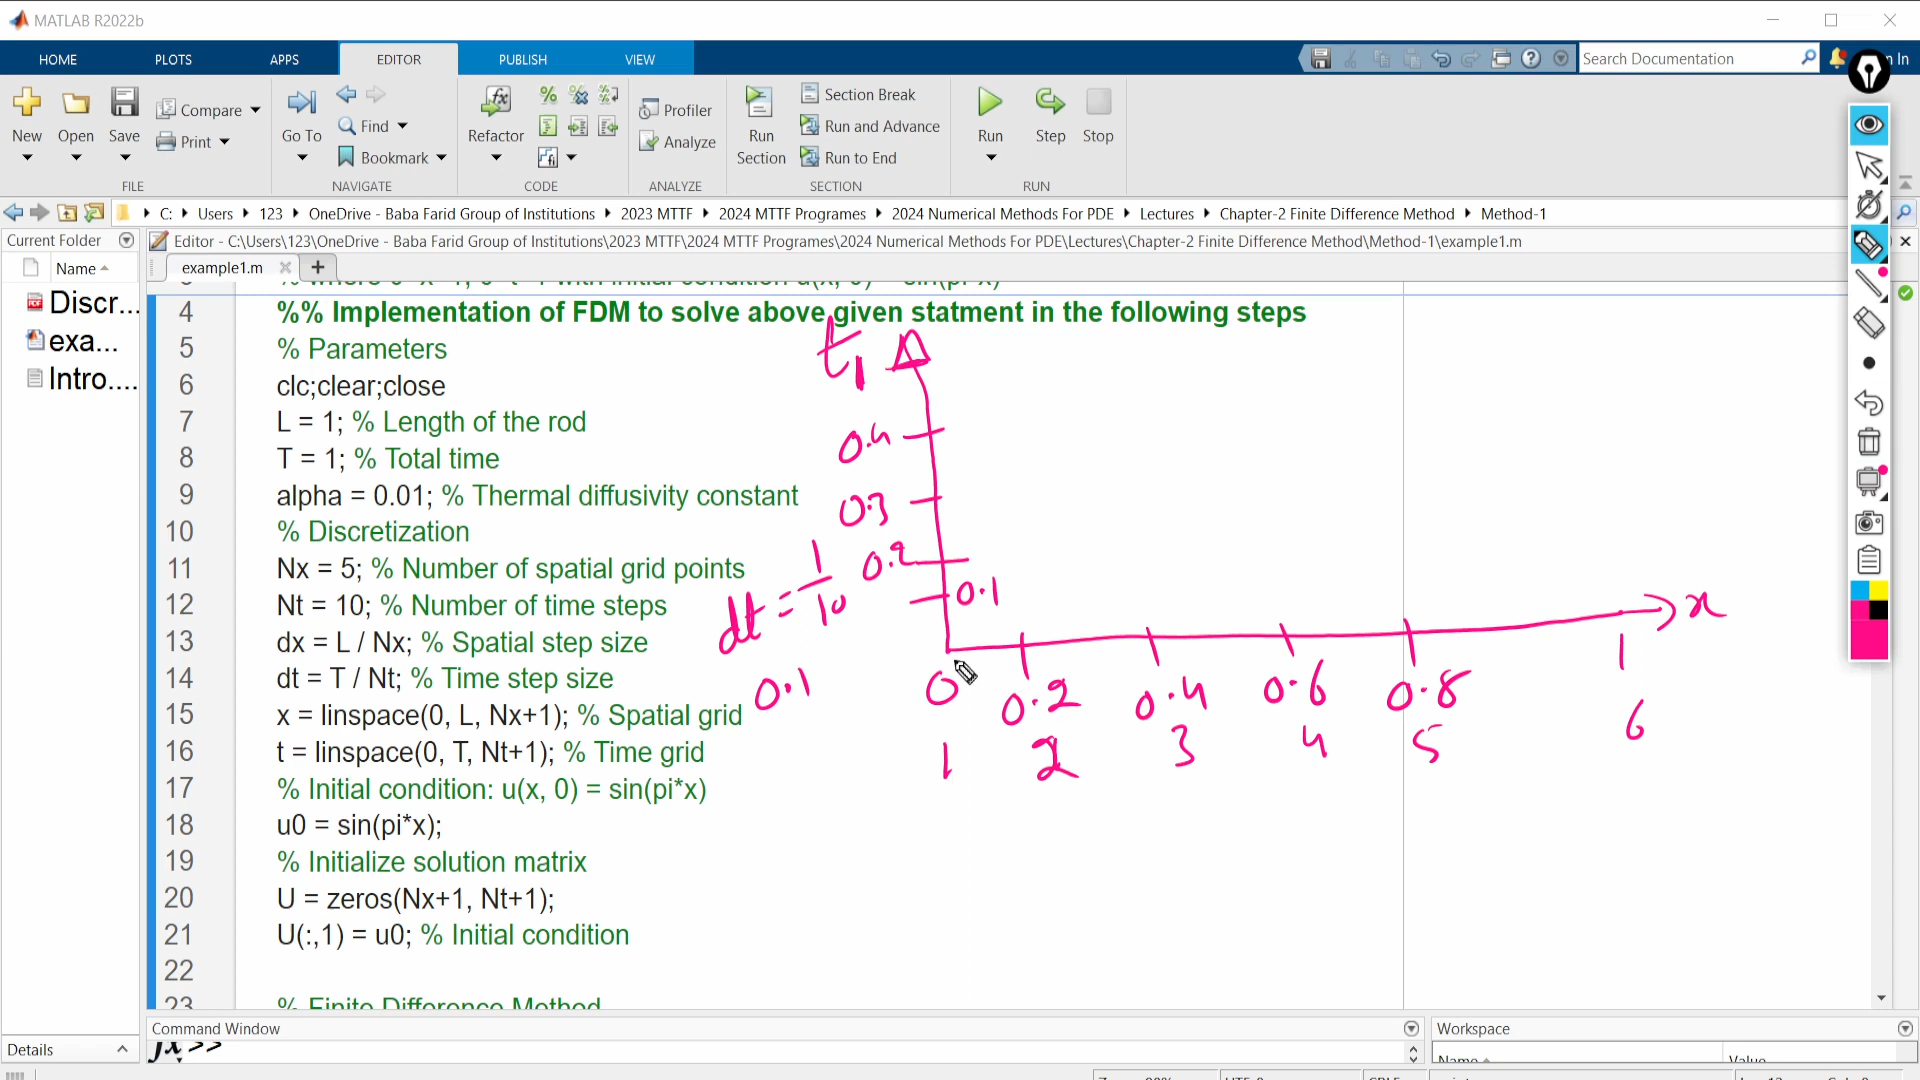 MATLAB R2022b
HOME PLOTS APPS EDITOR PUBLISH VIEW
Search Documentation
n In
New Open Save Compare Print
Go To Find Bookmark
Refactor
Profiler Analyze
Run Section
Section Break
Run and Advance
Run to End
Run Step Stop
FILE NAVIGATE CODE ANALYZE SECTION RUN
C: Users 123 OneDrive - Baba Farid Group of Institutions 2023 MTTF 2024 MTTF Programes 2024 Numerical Methods For PDE Lectures Chapter-2 Finite Difference Method Method-1
Current Folder
Editor - C:\Users\123\OneDrive - Baba Farid Group of Institutions\2023 MTTF\2024 MTTF Programes\2024 Numerical Methods For PDE\Lectures\Chapter-2 Finite Difference Method\Method-1\example1.m
Name
example1.m
Discr...
exa...
Intro....
4 %% Implementation of FDM to solve above given statment in the following steps
5 % Parameters
6 clc;clear;close
7 L = 1; % Length of the rod
8 T = 1; % Total time
9 alpha = 0.01; % Thermal diffusivity constant
10 % Discretization
11 Nx = 5; % Number of spatial grid points
12 Nt = 10; % Number of time steps
13 dx = L / Nx; % Spatial step size
14 dt = T / Nt; % Time step size
15 x = linspace(0, L, Nx+1); % Spatial grid
16 t = linspace(0, T, Nt+1); % Time grid
17 % Initial condition: u(x, 0) = sin(pi*x)
18 u0 = sin(pi*x);
19 % Initialize solution matrix
20 U = zeros(Nx+1, Nt+1);
21 U(:,1) = u0; % Initial condition
22
23 % Finite Difference Method
t
1
0.4
0.3
0.2
0.1
dt = 1/10
0.1
x
0 0.2 0.4 0.6 0.8 1
1 2 3 4 5 6
Command Window
Workspace
Details
fx >>
Name Value